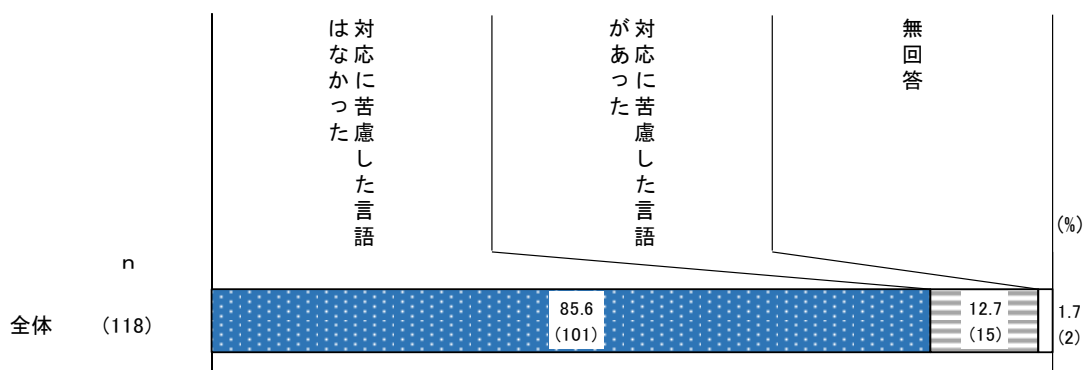 対応に苦慮した言語
はなかった
対応に苦慮した言語
があった
無回答
(%)
n
全体
(118)
85.6
(101)
12.7
(15)
1.7
(2)